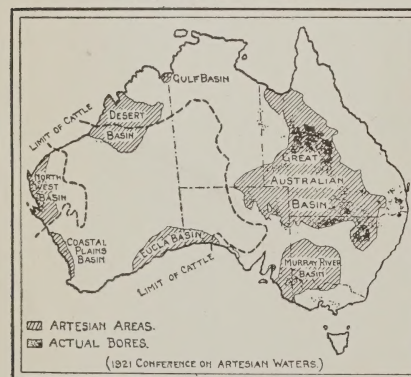 GULF BASIN
DESERT
BASIN
LIMIT OF CATTLE
GREAT
AUSTRALIAN
BASIN
NORTH
WEST
BASIN
COASTAL
PLAINS
BASIN
EUCLA BASIN
LIMIT OF CATTLE
MURRAY RIVER
BASIN
ARTESIAN AREAS.
ACTUAL BORES.
(1921 CONFERENCE ON ARTESIAN WATERS.)